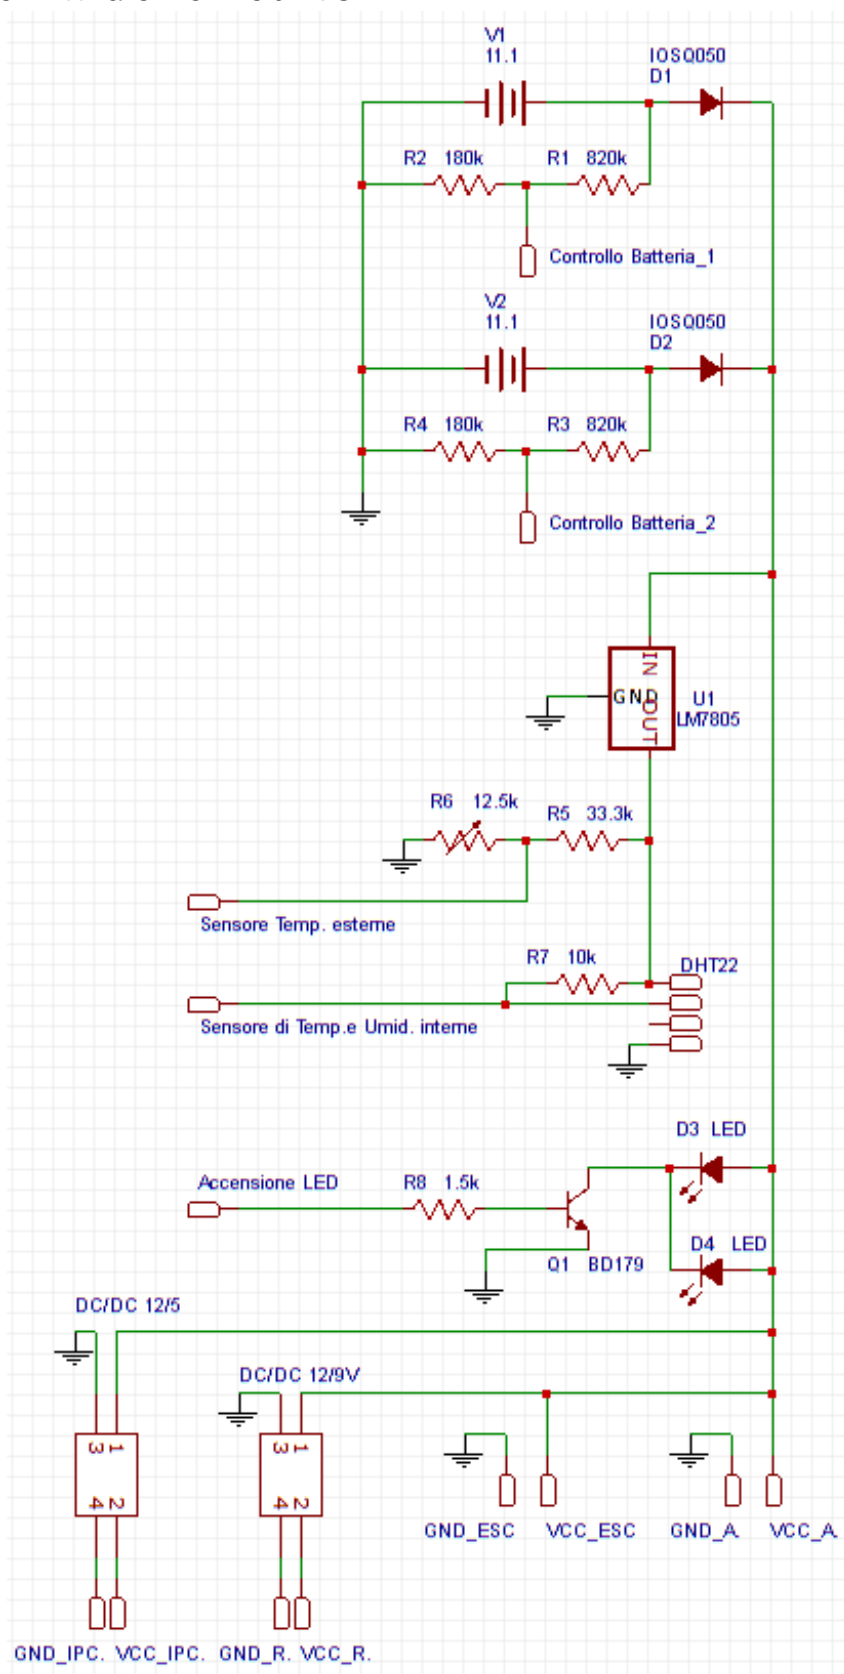 V1
11.1
IOSQ050
D1
R2 180k
R1 820k
Controllo Batteria_1
V2
11.1
IOSQ050
D2
R4 180k
R3 820k
Controllo Batteria_2
IN
GND
OUT
U1
LM7805
R6 12.5k
R5 33.3k
Sensore Temp. esterne
R7 10k
DHT22
Sensore di Temp.e Umid. interne
D3 LED
Accensione LED
R8 1.5k
D4 LED
Q1 BD179
DC/DC 12/5
DC/DC 12/9V
3 1
4 2
3 1
4 2
GND_ESC
VCC_ESC
GND_A.
VCC_A.
GND_IPC.
VCC_IPC.
GND_R.
VCC_R.